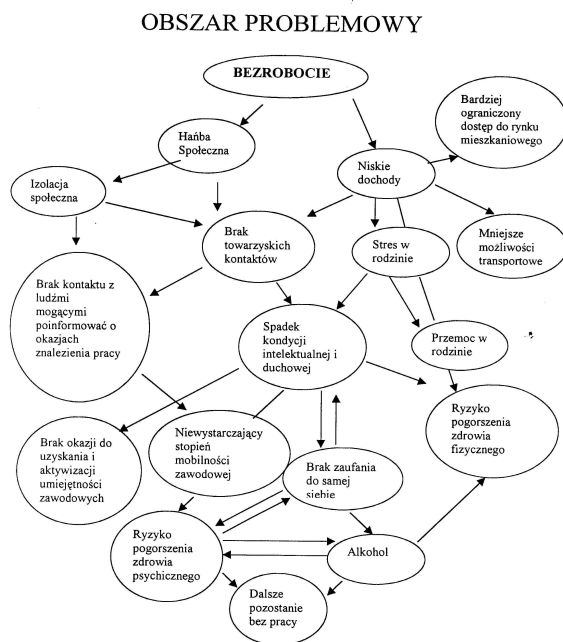 OBSZAR PROBLEMOWY
BEZROBOCIE
Bardziej
ograniczony
dostęp do rynku
mieszkaniowego
Hańba
Społeczna
Niskie
dochody
Izolacja
społeczna
Brak
towarzyskich
kontaktów
Stres w
rodzinie
Mniejsze
możliwości
transportowe
Brak kontaktu z
ludźmi
mogącymi
poinformować o
okazjach
znalezienia pracy
Spadek
kondycji
intelektualnej i
duchowej
Przemoc w
rodzinie
Ryzyko
pogorszenia
zdrowia
fizycznego
Brak okazji do
uzyskania i
aktywizacji
umiejętności
zawodowych
Niewystarczający
stopień
mobilności
zawodowej
Brak zaufania
do samej
siebie
Ryzyko
pogorszenia
zdrowia
psychicznego
Alkohol
Dalsze
pozostanie
bez pracy